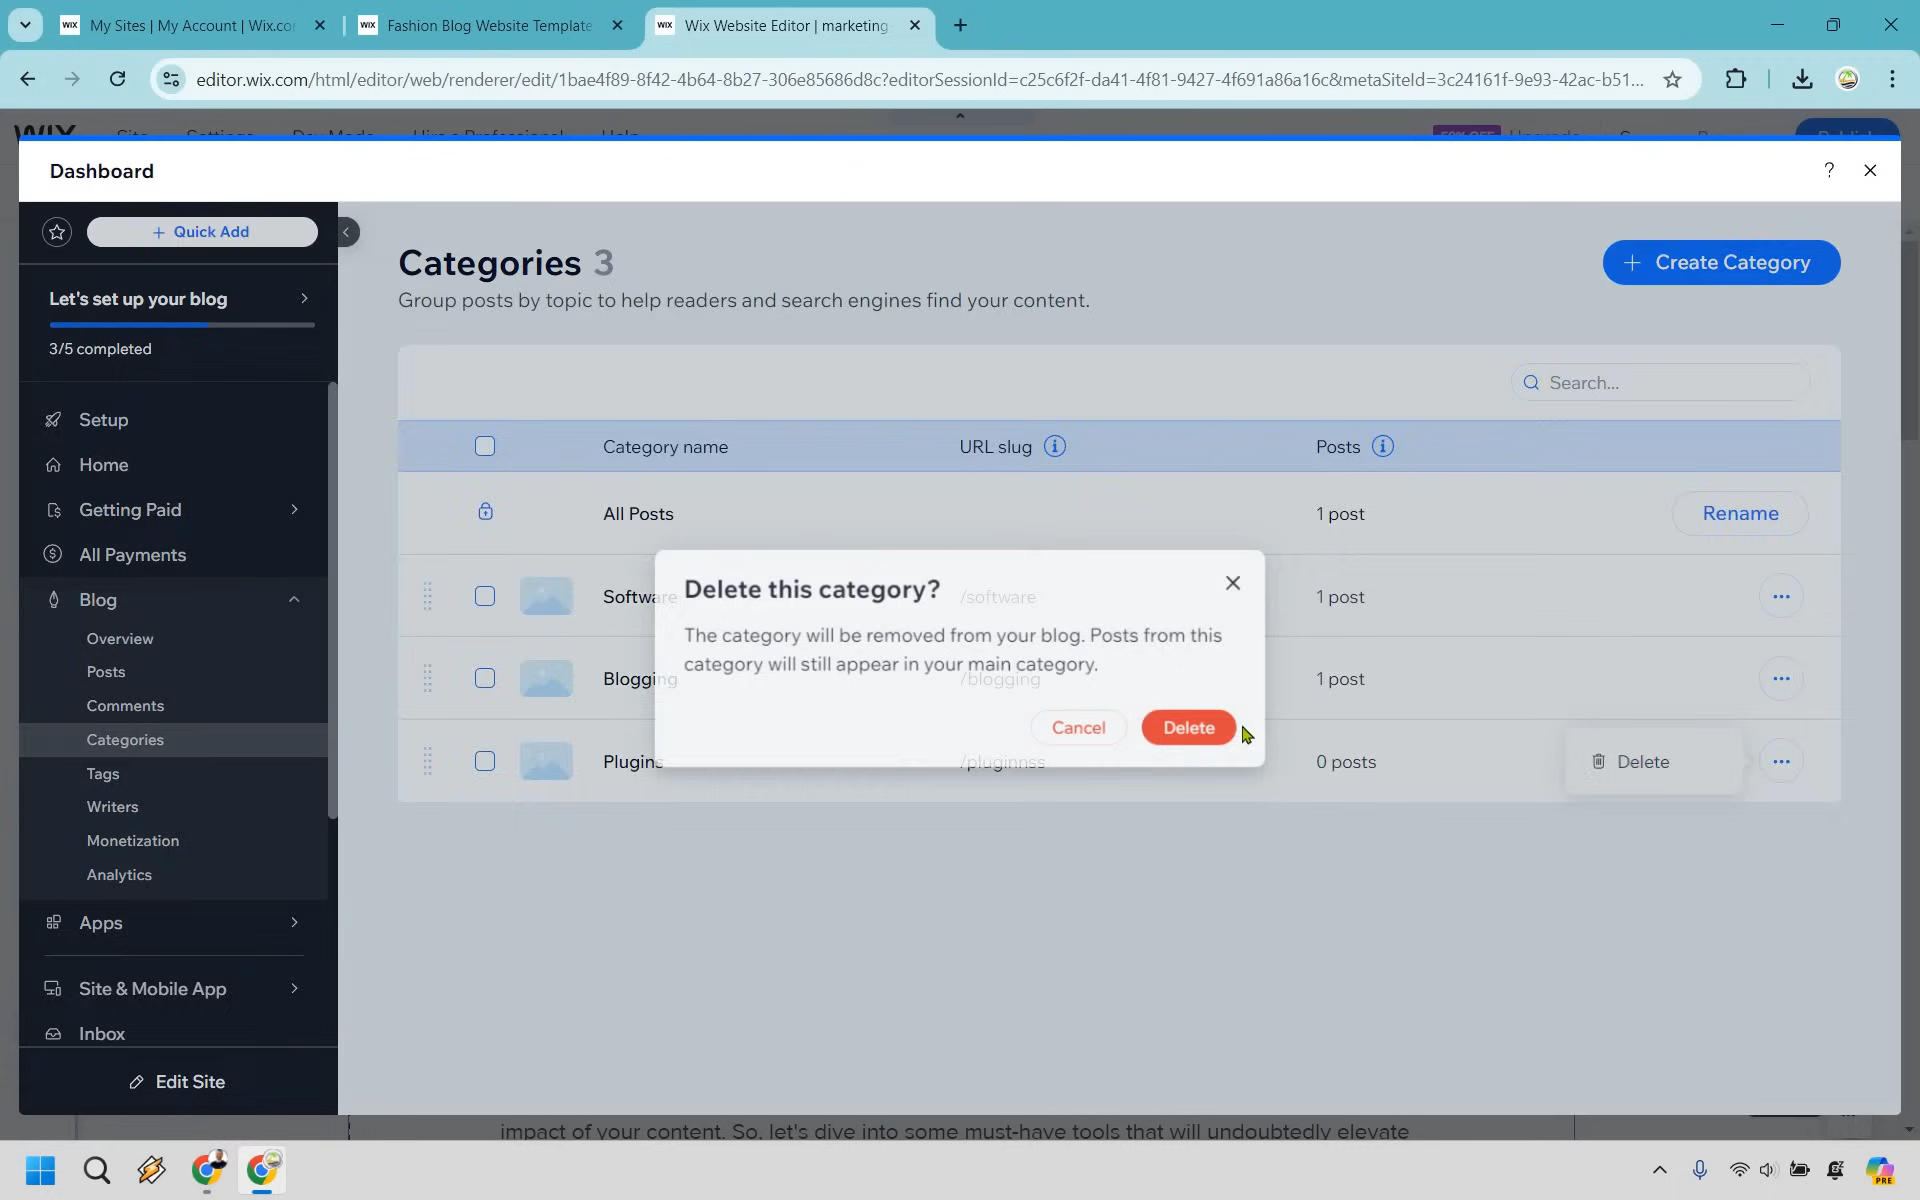 My Sites | My Account | Wix.co
Fashion Blog Website Template
Wix Website Editor | marketing
editor.wix.com/html/editor/web/renderer/edit/1bae4f89-8f42-4b64-8b27-306e85686d8c?editorSessionId=c25c6f2f-da41-4f81-9427-4f691a86a16c&metaSiteId=3c24161f-9e93-42ac-b51...
WIX Site Settings Dev Mode Hire a Professional Help 50% OFF Upgrade Publish
Dashboard
?
Quick Add
Let's set up your blog
3/5 completed
Setup
Home
Getting Paid
All Payments
Blog
Overview
Posts
Comments
Categories
Tags
Writers
Monetization
Analytics
Apps
Site & Mobile App
Inbox
Edit Site
Categories 3
Group posts by topic to help readers and search engines find your content.
+ Create Category
Search...
Category name URL slug Posts
All Posts 1 post Rename
Software /software 1 post
Blogging /blogging 1 post
Plugins /pluginnss 0 posts
Delete
Delete this category?
The category will be removed from your blog. Posts from this
category will still appear in your main category.
Cancel Delete
impact of your content. So, let's dive into some must-have tools that will undoubtedly elevate
PRE